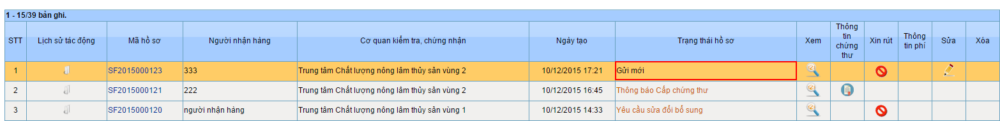 1 - 15/39 bản ghi.
STT Lịch sử tác động Mã hồ sơ Người nhận hàng Cơ quan kiểm tra, chứng nhận Ngày tạo Trạng thái hồ sơ Xem Thông tin chứng thư Xin rút Thông tin phí Sửa Xóa
1 SF2015000123 333 Trung tâm Chất lượng nông lâm thủy sản vùng 2 10/12/2015 17:21 Gửi mới
2 SF2015000121 222 Trung tâm Chất lượng nông lâm thủy sản vùng 2 10/12/2015 16:45 Thông báo Cấp chứng thư
3 SF2015000120 người nhận hàng Trung tâm Chất lượng nông lâm thủy sản vùng 1 10/12/2015 14:33 Yêu cầu sửa đổi bổ sung